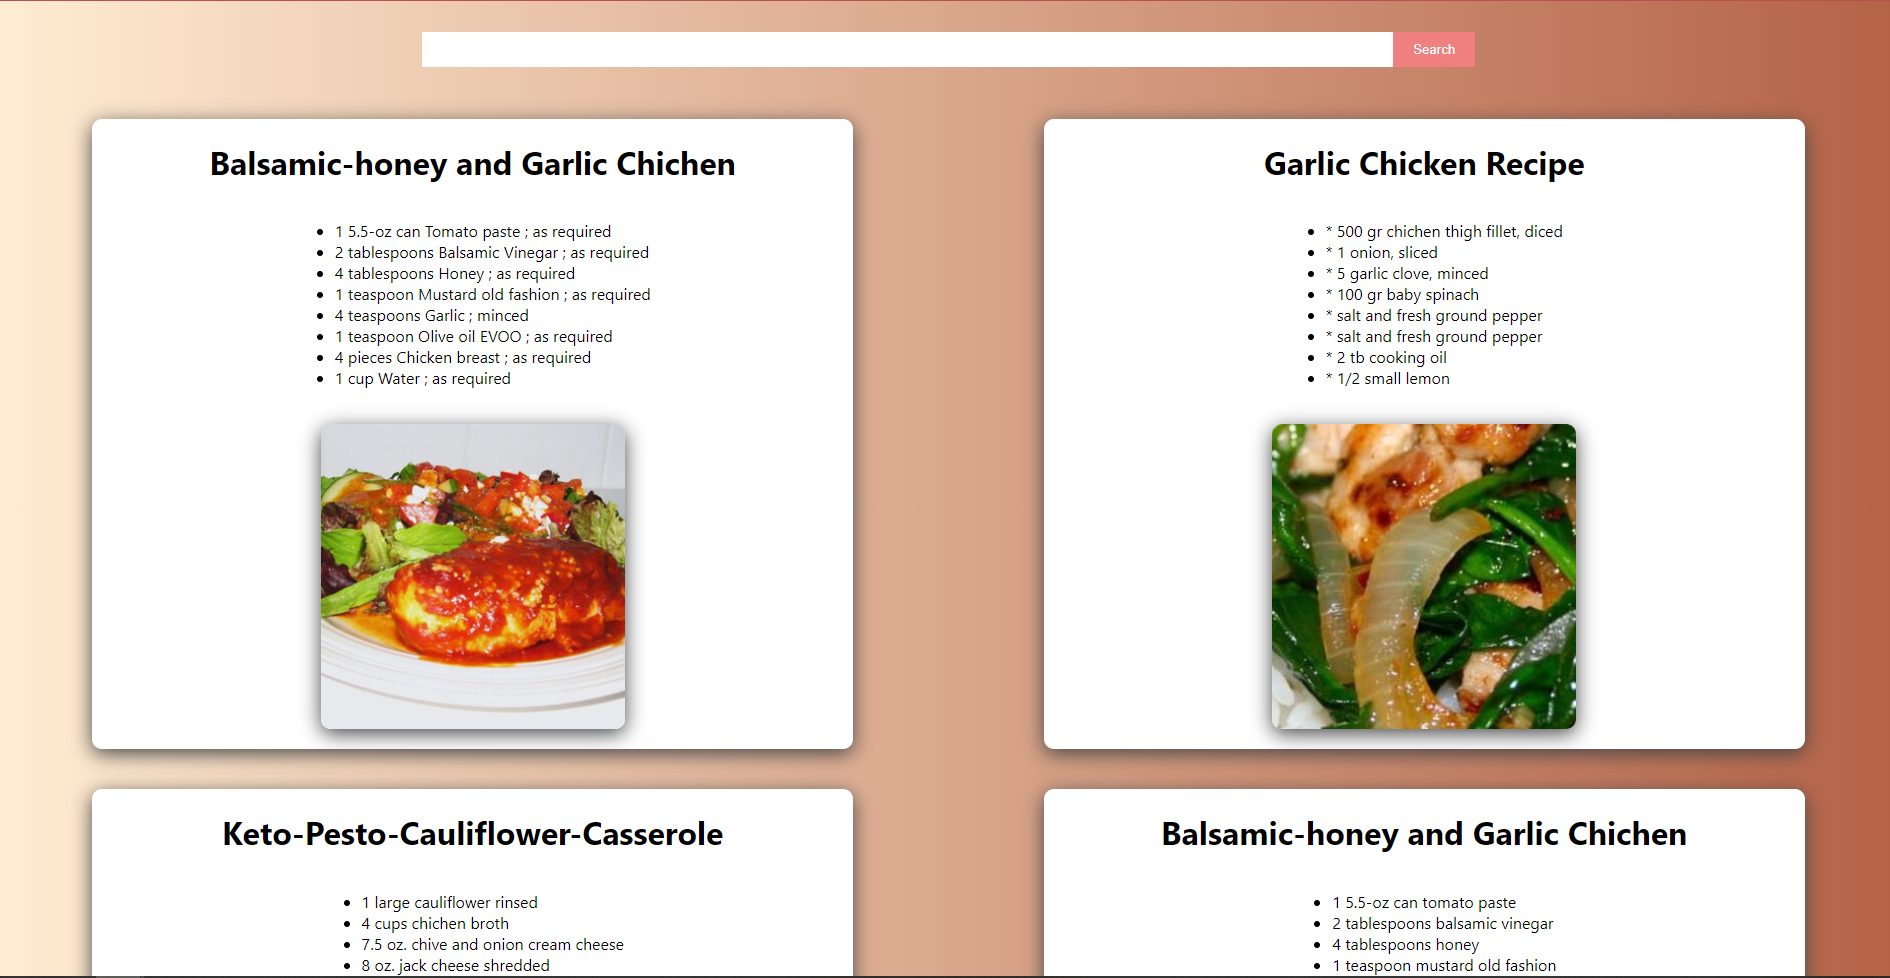 Search
Balsamic-honey and Garlic Chichen
1 5.5-oz can Tomato paste ; as required
2 tablespoons Balsamic Vinegar ; as required
4 tablespoons Honey ; as required
1 teaspoon Mustard old fashion ; as required
4 teaspoons Garlic ; minced
1 teaspoon Olive oil EVOO ; as required
4 pieces Chicken breast ; as required
1 cup Water ; as required
Garlic Chicken Recipe
* 500 gr chichen thigh fillet, diced
* 1 onion, sliced
* 5 garlic clove, minced
* 100 gr baby spinach
* salt and fresh ground pepper
* salt and fresh ground pepper
* 2 tb cooking oil
* 1/2 small lemon
Keto-Pesto-Cauliflower-Casserole
1 large cauliflower rinsed
4 cups chichen broth
7.5 oz. chive and onion cream cheese
8 oz. jack cheese shredded
Balsamic-honey and Garlic Chichen
1 5.5-oz can tomato paste
2 tablespoons balsamic vinegar
4 tablespoons honey
1 teaspoon mustard old fashion